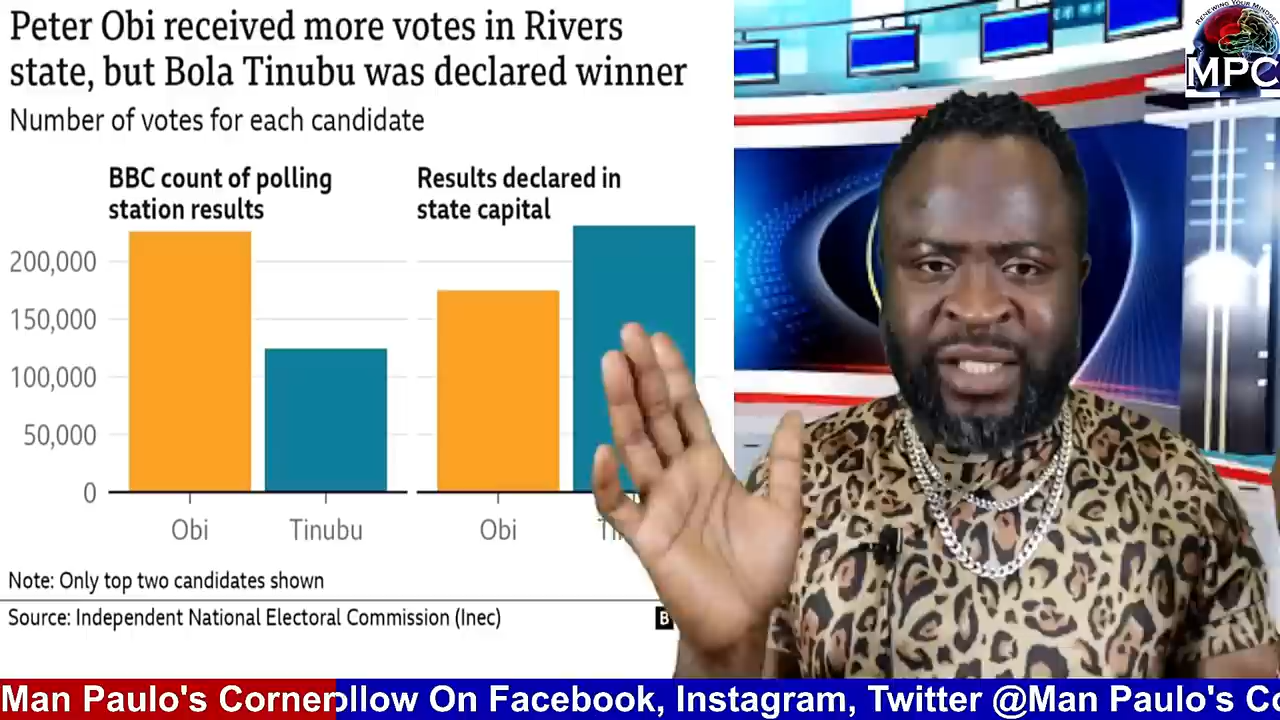 Peter Obi received more votes in Rivers
state, but Bola Tinubu was declared winner
Number of votes for each candidate
BBC count of polling
station results
Results declared in
state capital
200,000
150,000
100,000
50,000
0
Obi
Tinubu
Obi
Note: Only top two candidates shown
Source: Independent National Electoral Commission (Inec)
B
RENEWING YOUR MINDSET
MPC
Man Paulo's Corner
ollow On Facebook, Instagram, Twitter @Man Paulo's Co